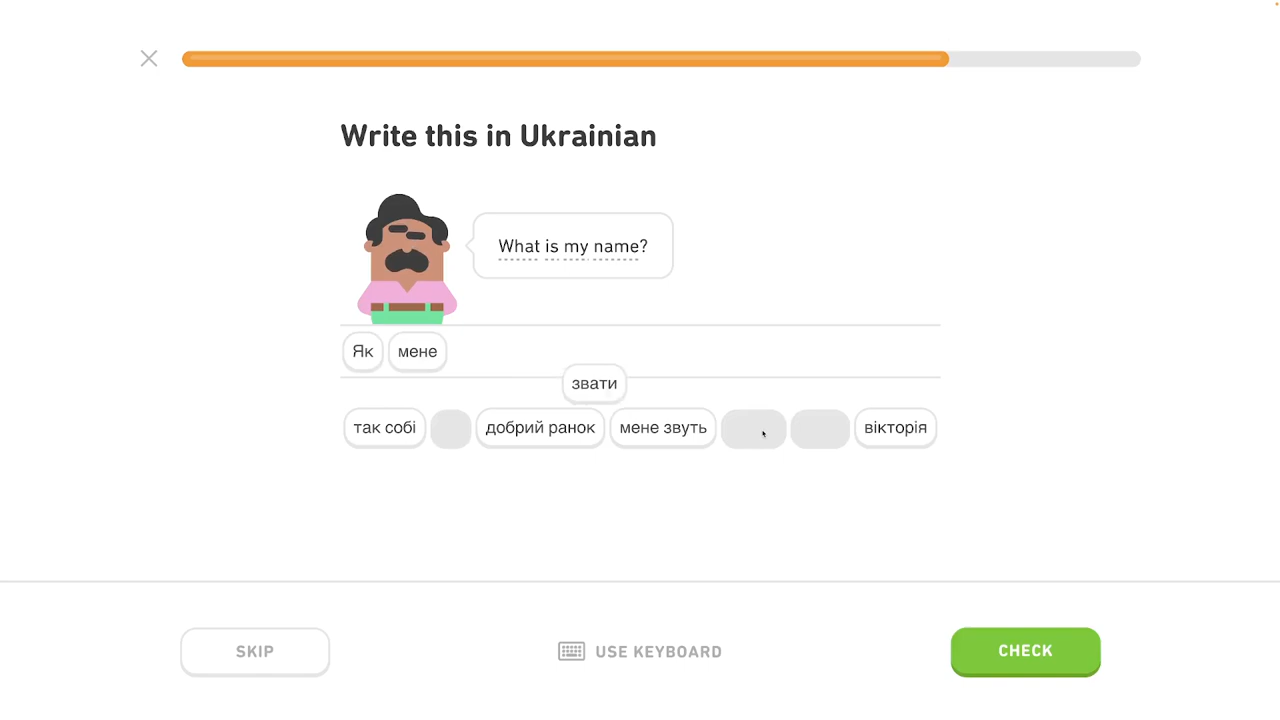 Write this in Ukrainian
What is my name?
Як мене
звати
так собі добрий ранок мене звуть вікторія
SKIP USE KEYBOARD CHECK